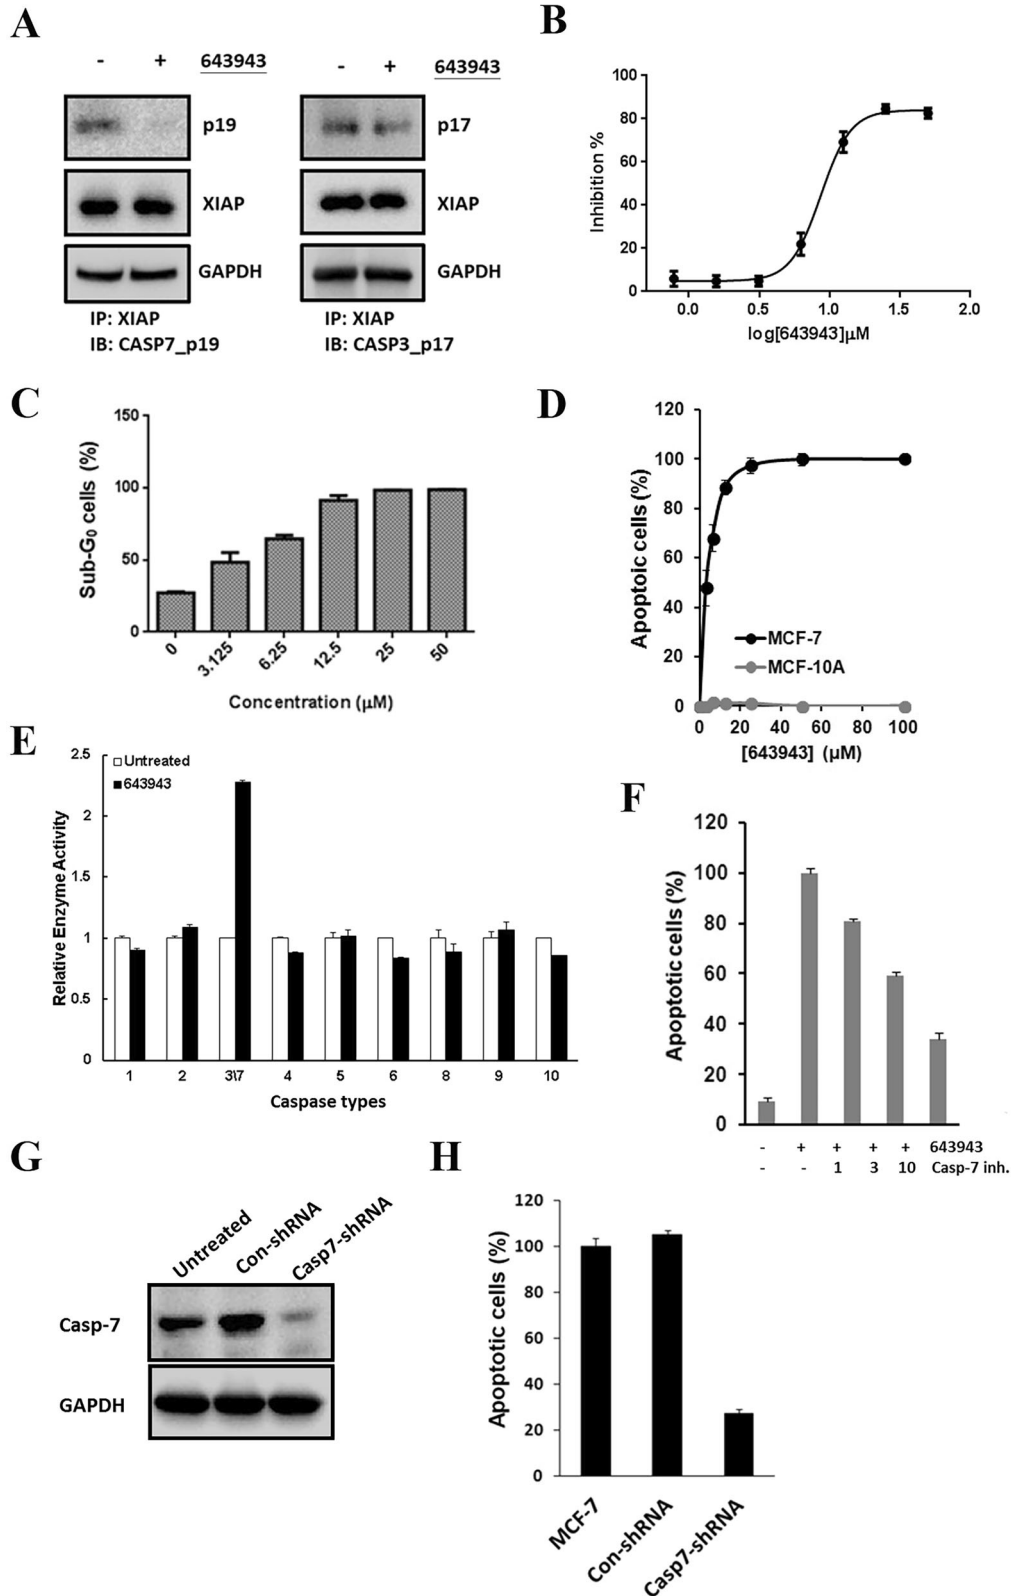 A
- + 643943
p19
XIAP
GAPDH
IP: XIAP
IB: CASP7_p19
- + 643943
p17
XIAP
GAPDH
IP: XIAP
IB: CASP3_p17
B
100
80
60
40
20
0
Inhibition %
0.0 0.5 1.0 1.5 2.0
log[643943]µM
C
150
100
50
0
Sub-G0 cells (%)
0 3.125 6.25 12.5 25 50
Concentration (µM)
D
120
100
80
60
40
20
0
Apoptoic cells (%)
MCF-7
MCF-10A
0 20 40 60 80 100
[643943] (µM)
E
2.5
2
1.5
1
0.5
0
Relative Enzyme Activity
Untreated
643943
1 2 3\7 4 5 6 8 9 10
Caspase types
F
120
100
80
60
40
20
0
Apoptotic cells (%)
- + + + + 643943
- - 1 3 10 Casp-7 inh.
G
Untreated
Con-shRNA
Casp7-shRNA
Casp-7
GAPDH
H
120
100
80
60
40
20
0
Apoptotic cells (%)
MCF-7
Con-shRNA
Casp7-shRNA